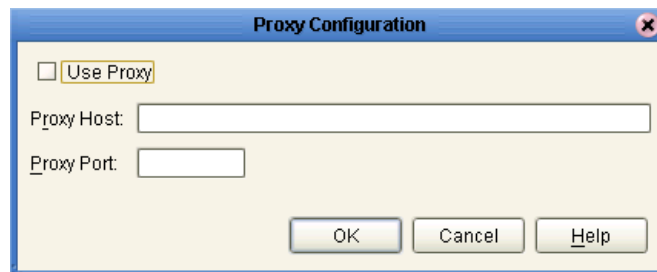 Proxy Configuration
Use Proxy
Proxy Host:
Proxy Port:
OK Cancel Help